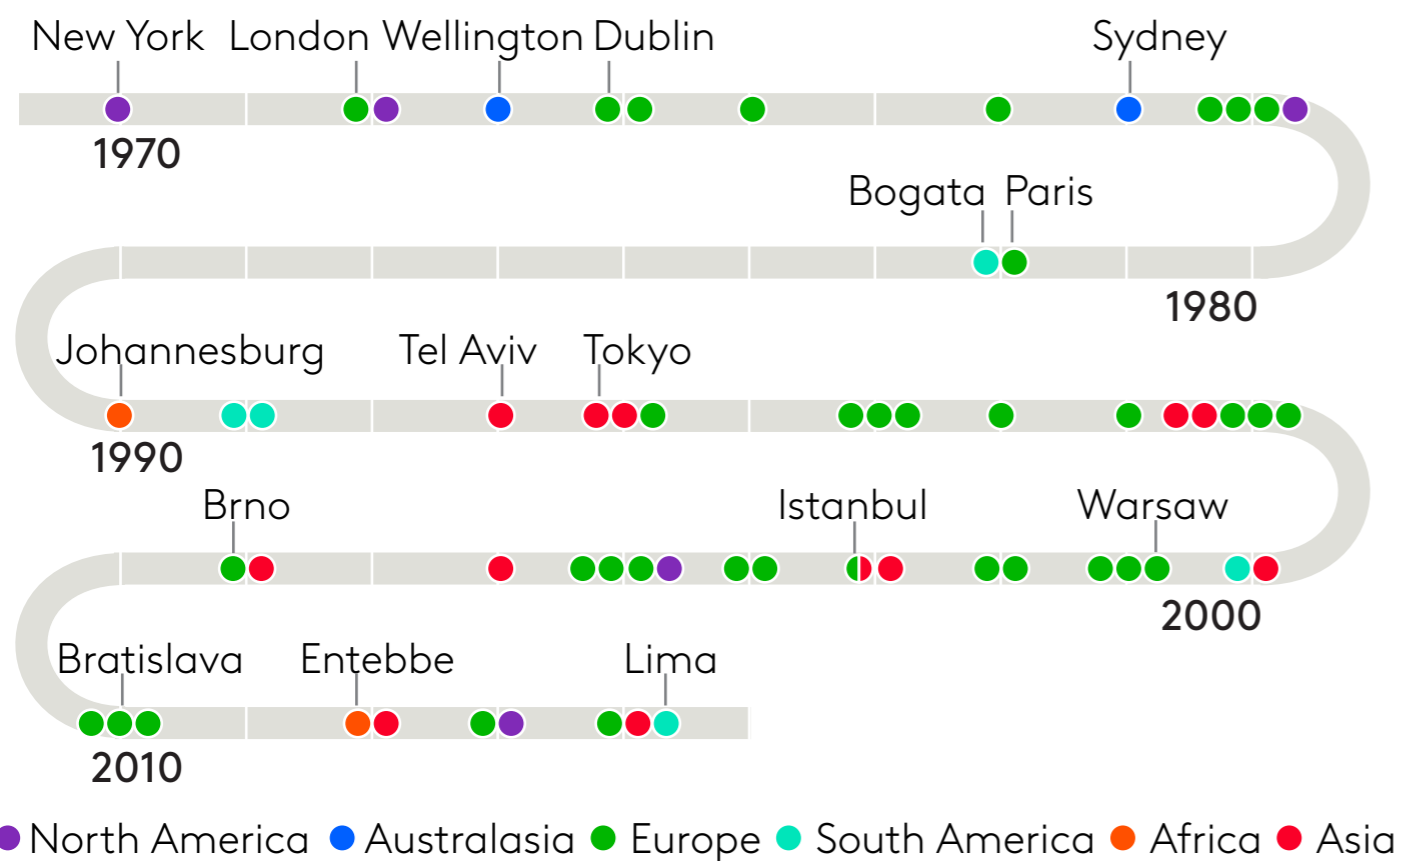 New York London Wellington Dublin Sydney
1970
Bogata Paris
1980
Johannesburg Tel Aviv Tokyo
1990
Brno Istanbul Warsaw
2000
Bratislava Entebbe Lima
2010
North America Australasia Europe South America Africa Asia